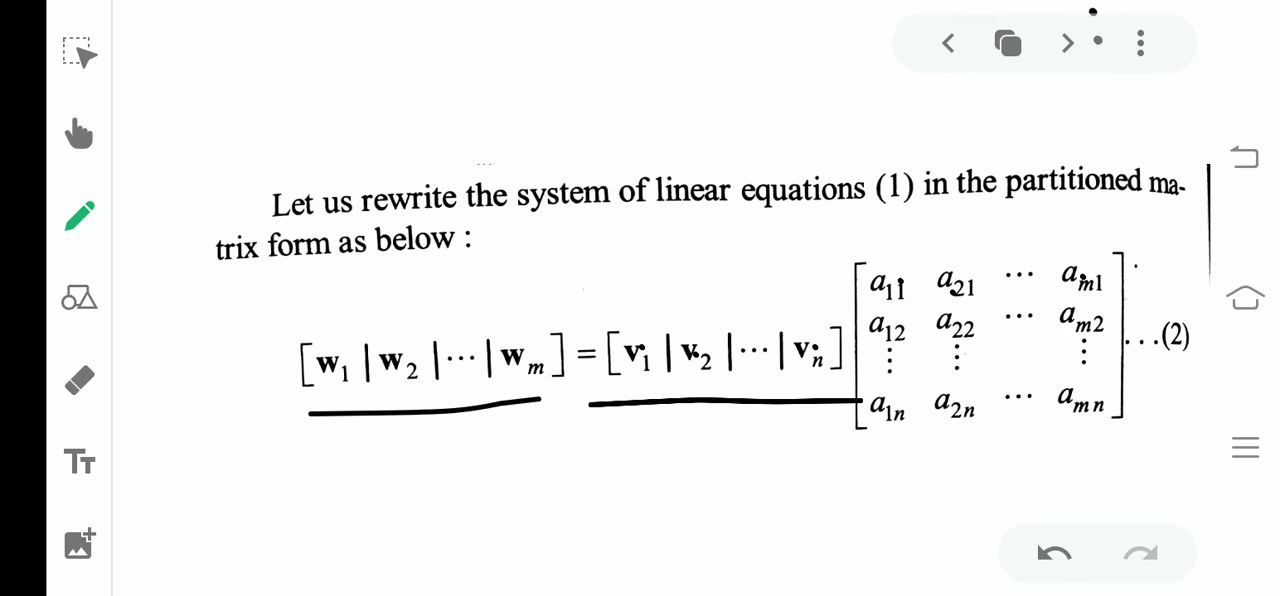 Let us rewrite the system of linear equations (1) in the partitioned ma-
trix form as below :
[w₁ | w₂ | ⋯ | wₘ] = [v₁ | v₂ | ⋯ | vₙ] [a₁₁ a₂₁ ⋯ aₘ₁
a₁₂ a₂₂ ⋯ aₘ₂
⋮ ⋮ ⋮
a₁ₙ a₂ₙ ⋯ aₘₙ] ...(2)
TT